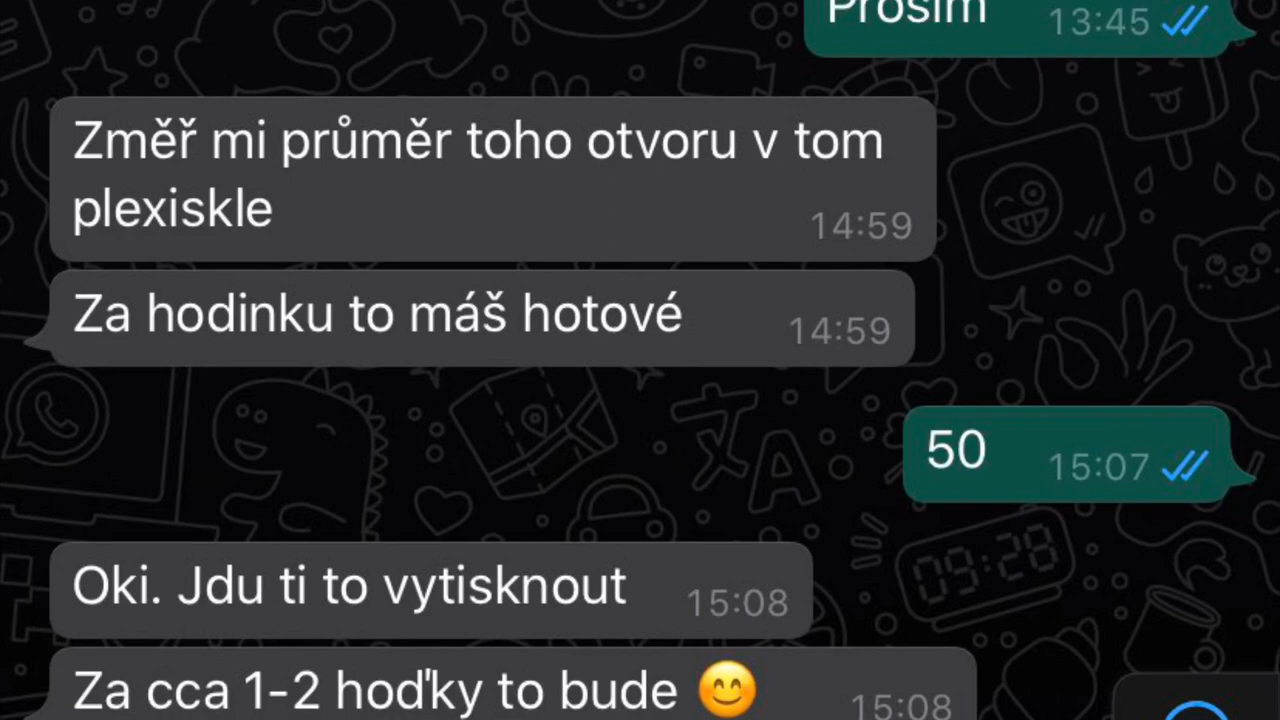 Prosím
13:45
Změř mi průměr toho otvoru v tom
plexiskle
14:59
Za hodinku to máš hotové
14:59
50
15:07
Oki. Jdu ti to vytisknout
15:08
Za cca 1-2 hoďky to bude 😊
15:08
09:28